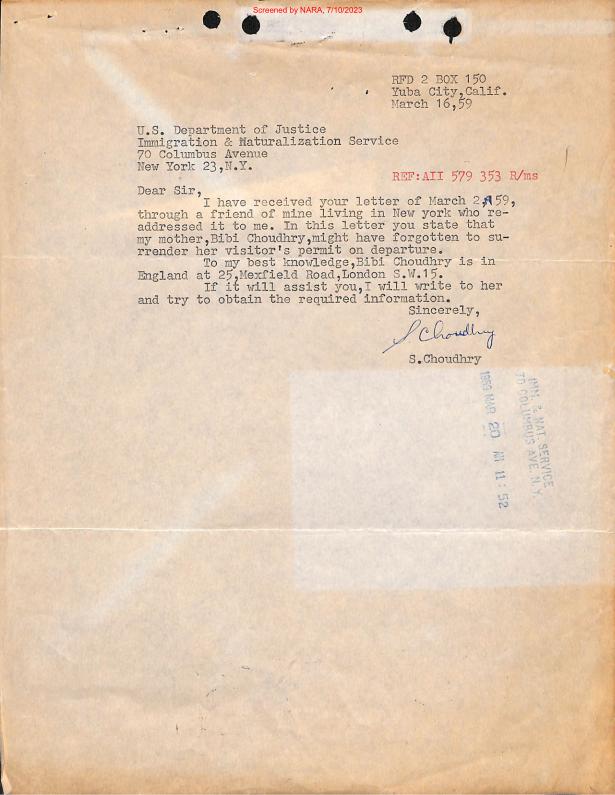 Screened by NARA, 7/10/2023
RFD 2 BOX 150
Yuba City,Calif.
March 16,59
U.S. Department of Justice
Immigration & Naturalization Service
70 Columbus Avenue
New York 23,N.Y.
REF:AII 579 353 R/ms
Dear Sir,
I have received your letter of March 2, 59,
through a friend of mine living in New york who re-
addressed it to me. In this letter you state that
my mother,Bibi Choudhry,might have forgotten to su-
rrender her visitor's permit on departure.
To my best knowledge,Bibi Choudhry is in
England at 25,Mexfield Road,London S.W.15.
If it will assist you,I will write to her
and try to obtain the required information.
Sincerely,
S Choudhry
S.Choudhry
IMM. & NAT. SERVICE
70 COLUMBUS AVE. N.Y.
1959 MAR 20 AM 11:52